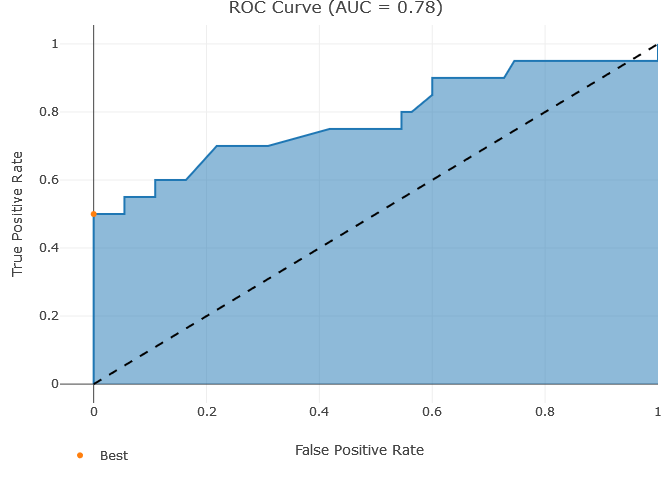 ROC Curve (AUC = 0.78)
True Positive Rate
1
0.8
0.6
0.4
0.2
0
0 0.2 0.4 0.6 0.8 1
False Positive Rate
Best